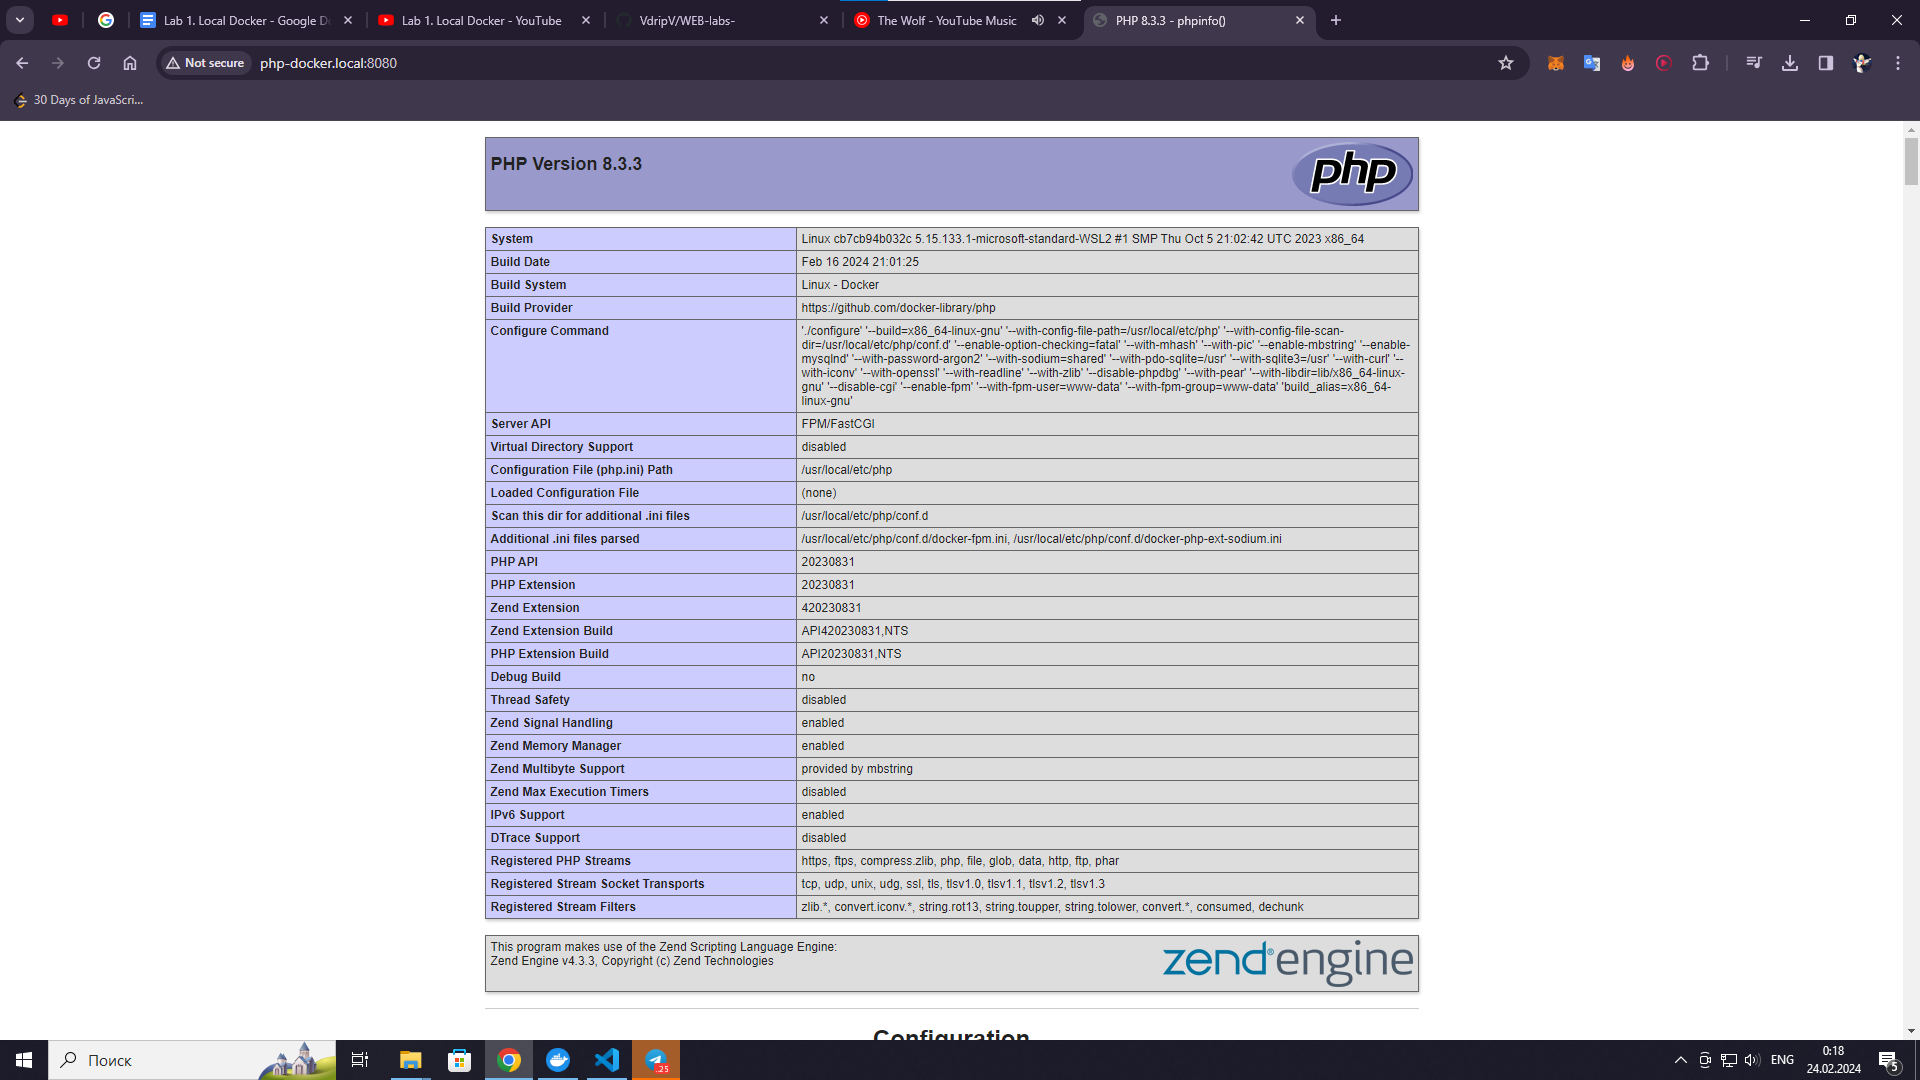 Lab 1. Local Docker - Google D
Lab 1. Local Docker - YouTube
VdripV/WEB-labs-
The Wolf - YouTube Music
PHP 8.3.3 - phpinfo()
Not secure
php-docker.local:8080
30 Days of JavaScri...
PHP Version 8.3.3
php
System
Linux cb7cb94b032c 5.15.133.1-microsoft-standard-WSL2 #1 SMP Thu Oct 5 21:02:42 UTC 2023 x86_64
Build Date
Feb 16 2024 21:01:25
Build System
Linux - Docker
Build Provider
https://github.com/docker-library/php
Configure Command
'./configure' '--build=x86_64-linux-gnu' '--with-config-file-path=/usr/local/etc/php' '--with-config-file-scan-
dir=/usr/local/etc/php/conf.d' '--enable-option-checking=fatal' '--with-mhash' '--with-pic' '--enable-mbstring' '--enable-
mysqlnd' '--with-password-argon2' '--with-sodium=shared' '--with-pdo-sqlite=/usr' '--with-sqlite3=/usr' '--with-curl' '--
with-iconv' '--with-openssl' '--with-readline' '--with-zlib' '--disable-phpdbg' '--with-pear' '--with-libdir=lib/x86_64-linux-
gnu' '--disable-cgi' '--enable-fpm' '--with-fpm-user=www-data' '--with-fpm-group=www-data' 'build_alias=x86_64-
linux-gnu'
Server API
FPM/FastCGI
Virtual Directory Support
disabled
Configuration File (php.ini) Path
/usr/local/etc/php
Loaded Configuration File
(none)
Scan this dir for additional .ini files
/usr/local/etc/php/conf.d
Additional .ini files parsed
/usr/local/etc/php/conf.d/docker-fpm.ini, /usr/local/etc/php/conf.d/docker-php-ext-sodium.ini
PHP API
20230831
PHP Extension
20230831
Zend Extension
420230831
Zend Extension Build
API420230831,NTS
PHP Extension Build
API20230831,NTS
Debug Build
no
Thread Safety
disabled
Zend Signal Handling
enabled
Zend Memory Manager
enabled
Zend Multibyte Support
provided by mbstring
Zend Max Execution Timers
disabled
IPv6 Support
enabled
DTrace Support
disabled
Registered PHP Streams
https, ftps, compress.zlib, php, file, glob, data, http, ftp, phar
Registered Stream Socket Transports
tcp, udp, unix, udg, ssl, tls, tlsv1.0, tlsv1.1, tlsv1.2, tlsv1.3
Registered Stream Filters
zlib.*, convert.iconv.*, string.rot13, string.toupper, string.tolower, convert.*, consumed, dechunk
This program makes use of the Zend Scripting Language Engine:
Zend Engine v4.3.3, Copyright (c) Zend Technologies
zend® engine
Configuration
Поиск
.25
ENG
0:18
24.02.2024
5